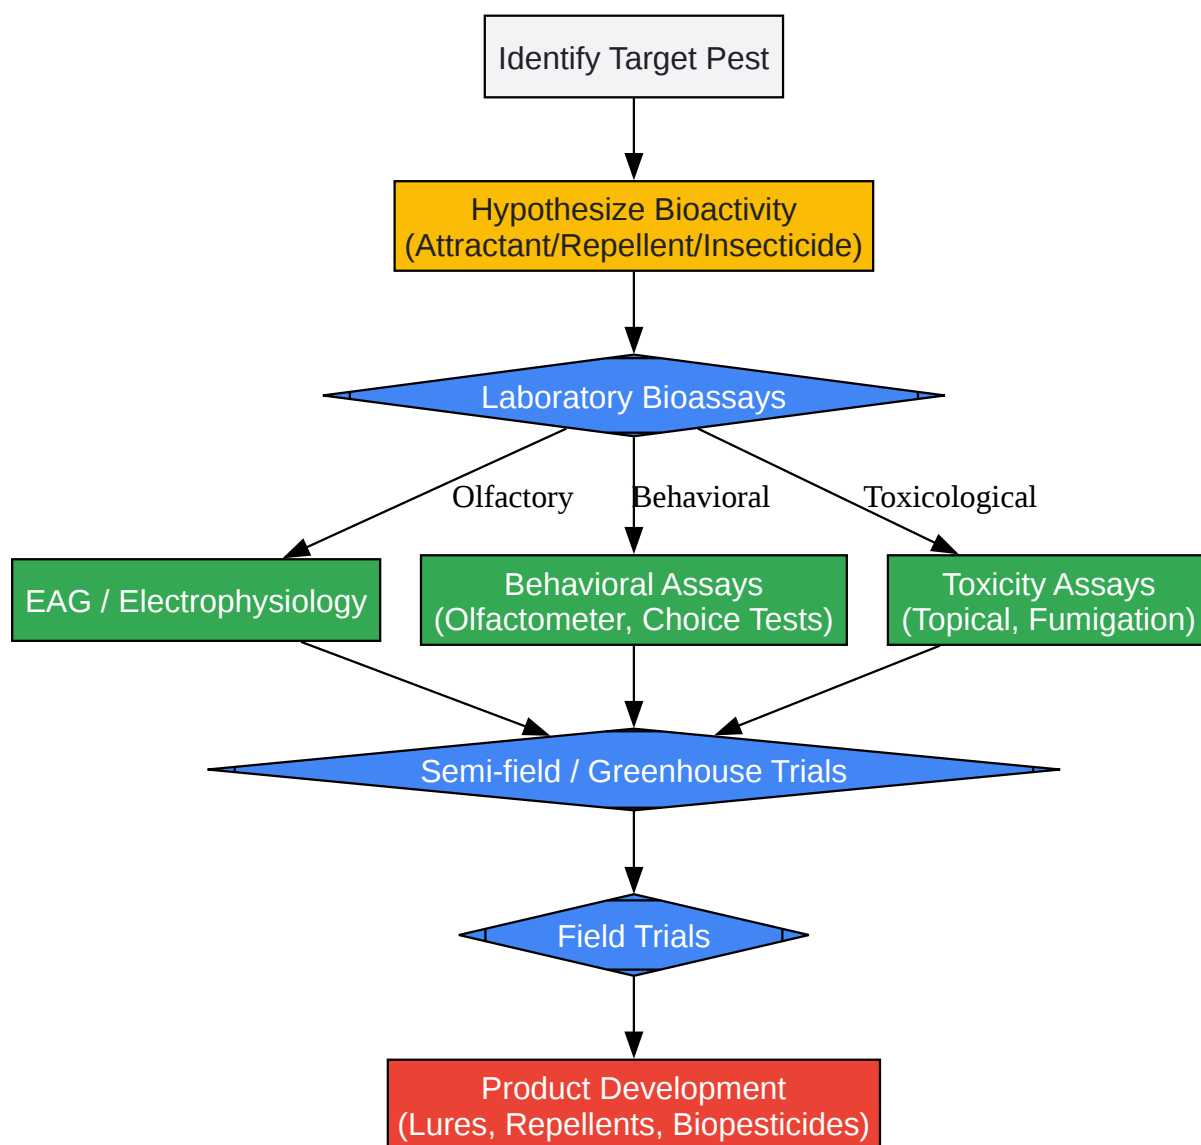 Identify Target Pest
Hypothesize Bioactivity
(Attractant/Repellent/Insecticide)
Laboratory Bioassays
Olfactory
Behavioral
Toxicological
EAG / Electrophysiology
Behavioral Assays
(Olfactometer, Choice Tests)
Toxicity Assays
(Topical, Fumigation)
Semi-field / Greenhouse Trials
Field Trials
Product Development
(Lures, Repellents, Biopesticides)